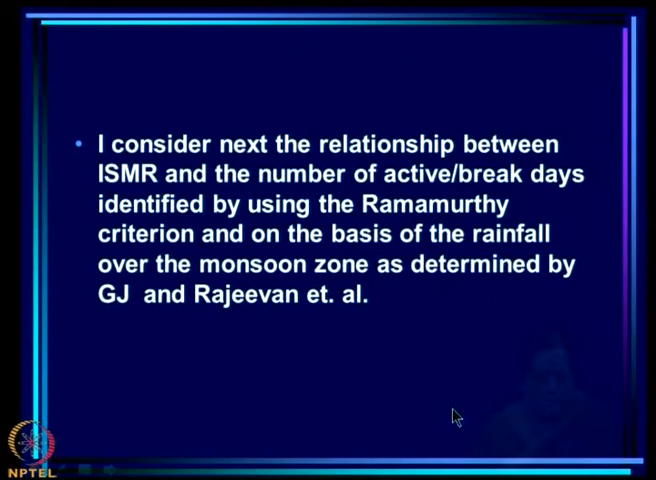 • I consider next the relationship between
ISMR and the number of active/break days
identified by using the Ramamurthy
criterion and on the basis of the rainfall
over the monsoon zone as determined by
GJ and Rajeevan et. al.
NPTEL